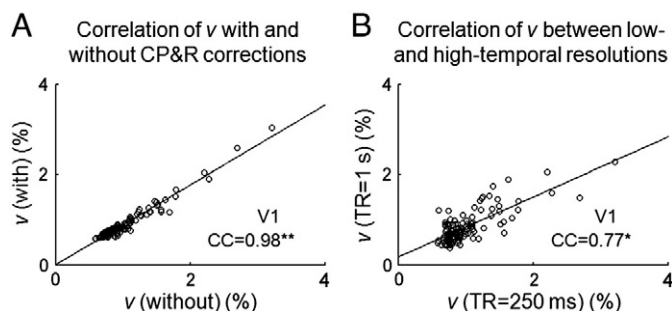 A
Correlation of v with and
without CP&R corrections
4
2
0
v (with) (%)
0
2
4
V1
CC=0.98**
v (without) (%)
B
Correlation of v between low-
and high-temporal resolutions
4
2
0
v (TR=1 s) (%)
0
2
4
V1
CC=0.77*
v (TR=250 ms) (%)